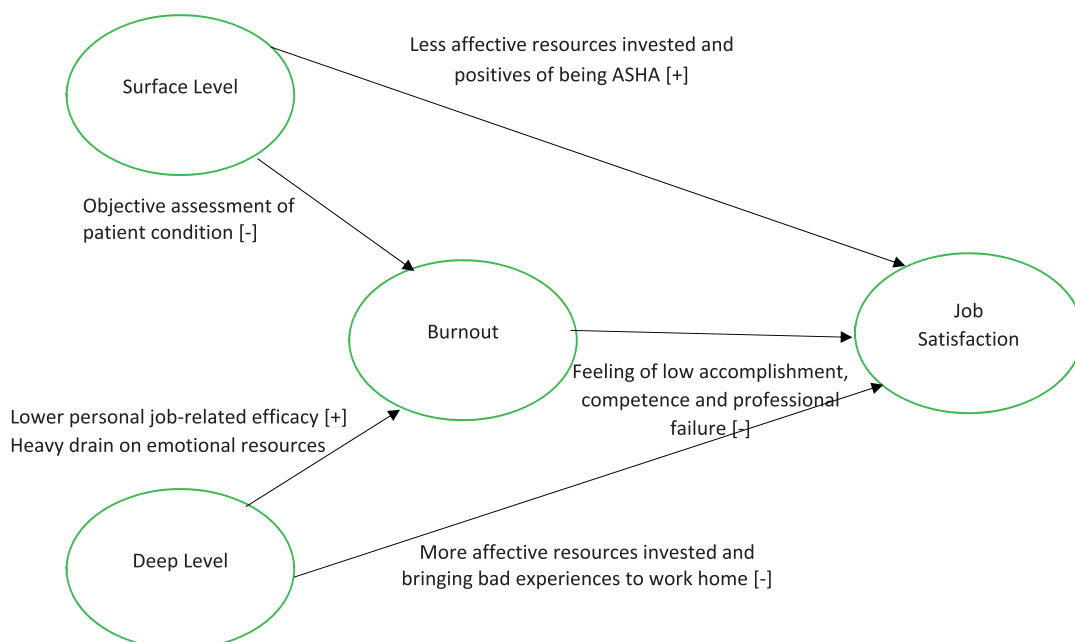 Less affective resources invested and
positives of being ASHA [+]
Surface Level
Objective assessment of
patient condition [-]
Job
Satisfaction
Burnout
Feeling of low accomplishment,
competence and professional
failure [-]
Lower personal job-related efficacy [+]
Heavy drain on emotional resources
Deep Level
More affective resources invested and
bringing bad experiences to work home [-]